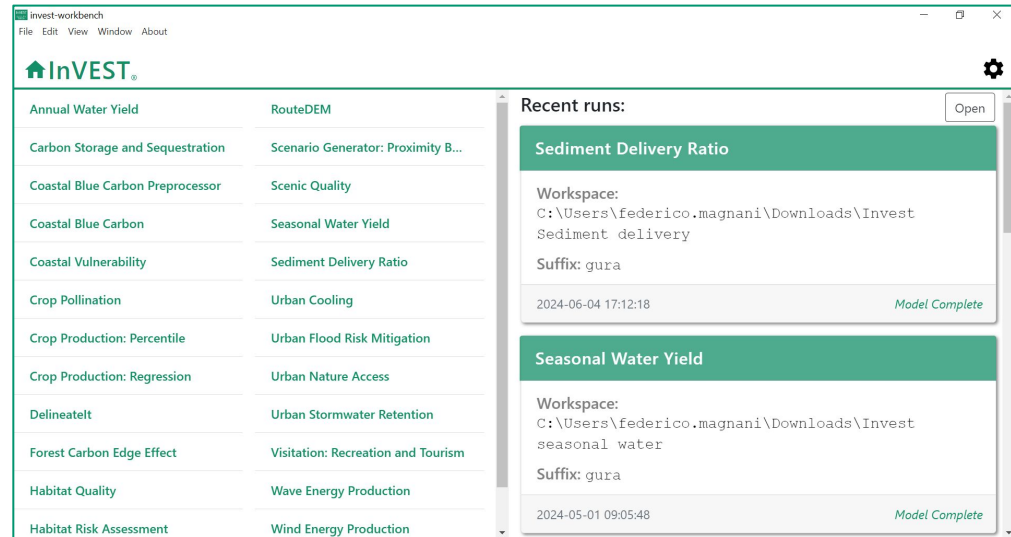 invest-workbench
File Edit View Window About
InVEST®
Annual Water Yield
Carbon Storage and Sequestration
Coastal Blue Carbon Preprocessor
Coastal Blue Carbon
Coastal Vulnerability
Crop Pollination
Crop Production: Percentile
Crop Production: Regression
DelineateIt
Forest Carbon Edge Effect
Habitat Quality
Habitat Risk Assessment
RouteDEM
Scenario Generator: Proximity B...
Scenic Quality
Seasonal Water Yield
Sediment Delivery Ratio
Urban Cooling
Urban Flood Risk Mitigation
Urban Nature Access
Urban Stormwater Retention
Visitation: Recreation and Tourism
Wave Energy Production
Wind Energy Production
Recent runs:
Open
Sediment Delivery Ratio
Workspace:
C:\Users\federico.magnani\Downloads\Invest
Sediment delivery
Suffix: gura
2024-06-04 17:12:18
Model Complete
Seasonal Water Yield
Workspace:
C:\Users\federico.magnani\Downloads\Invest
seasonal water
Suffix: gura
2024-05-01 09:05:48
Model Complete